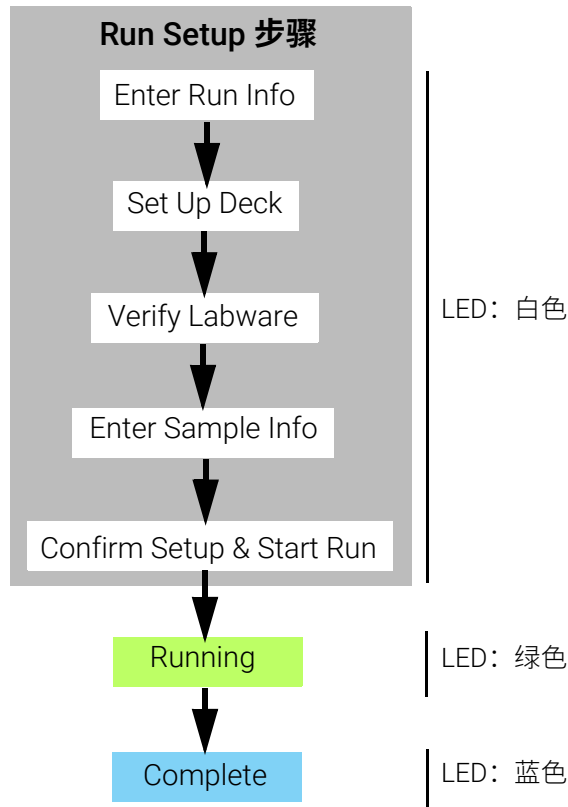 Run Setup 步骤
Enter Run Info
Set Up Deck
Verify Labware
LED：白色
Enter Sample Info
Confirm Setup & Start Run
Running
LED：绿色
Complete
LED：蓝色